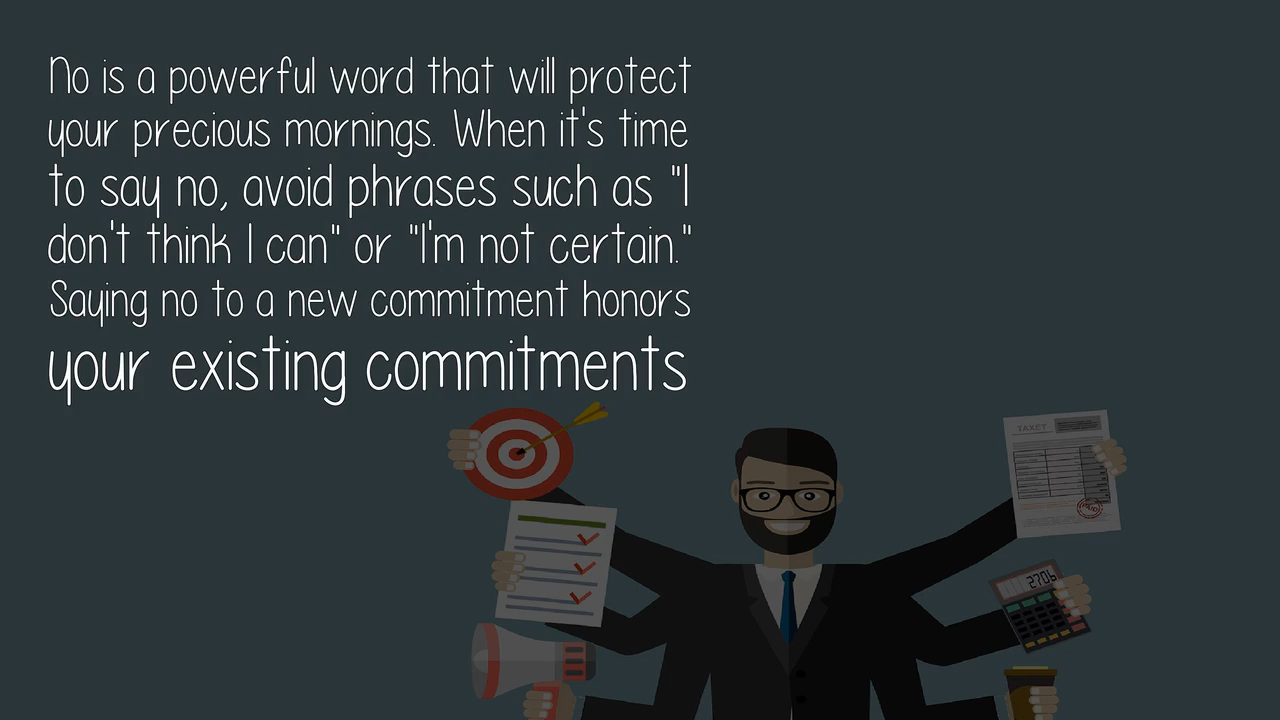 No is a powerful word that will protect
your precious mornings. When it's time
to say no, avoid phrases such as "I
don't think I can" or "I'm not certain."
Saying no to a new commitment honors
your existing commitments
TAXET
PAID
2706